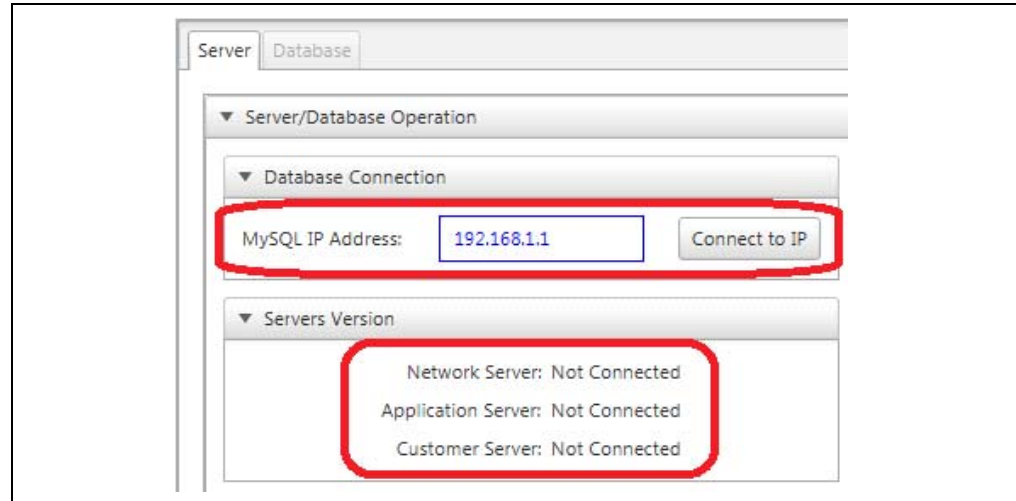 Server Database
Server/Database Operation
Database Connection
MySQL IP Address: 192.168.1.1 Connect to IP
Servers Version
Network Server: Not Connected
Application Server: Not Connected
Customer Server: Not Connected